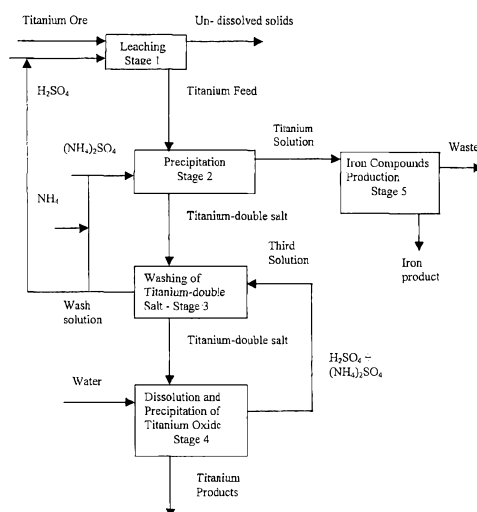 Titanium Ore
Un- dissolved solids
Leaching
Stage 1
H₂SO₄
Titanium Feed
(NH₄)₂SO₄
Titanium
Solution
Waste
Precipitation
Stage 2
Iron Compounds
Production
Stage 5
NH₄
Titanium-double salt
Third
Solution
Iron
product
Washing of
Titanium-double
Salt - Stage 3
Wash
solution
Titanium-double salt
H₂SO₄ +
(NH₄)₂SO₄
Water
Dissolution and
Precipitation of
Titanium Oxide
Stage 4
Titanium
Products